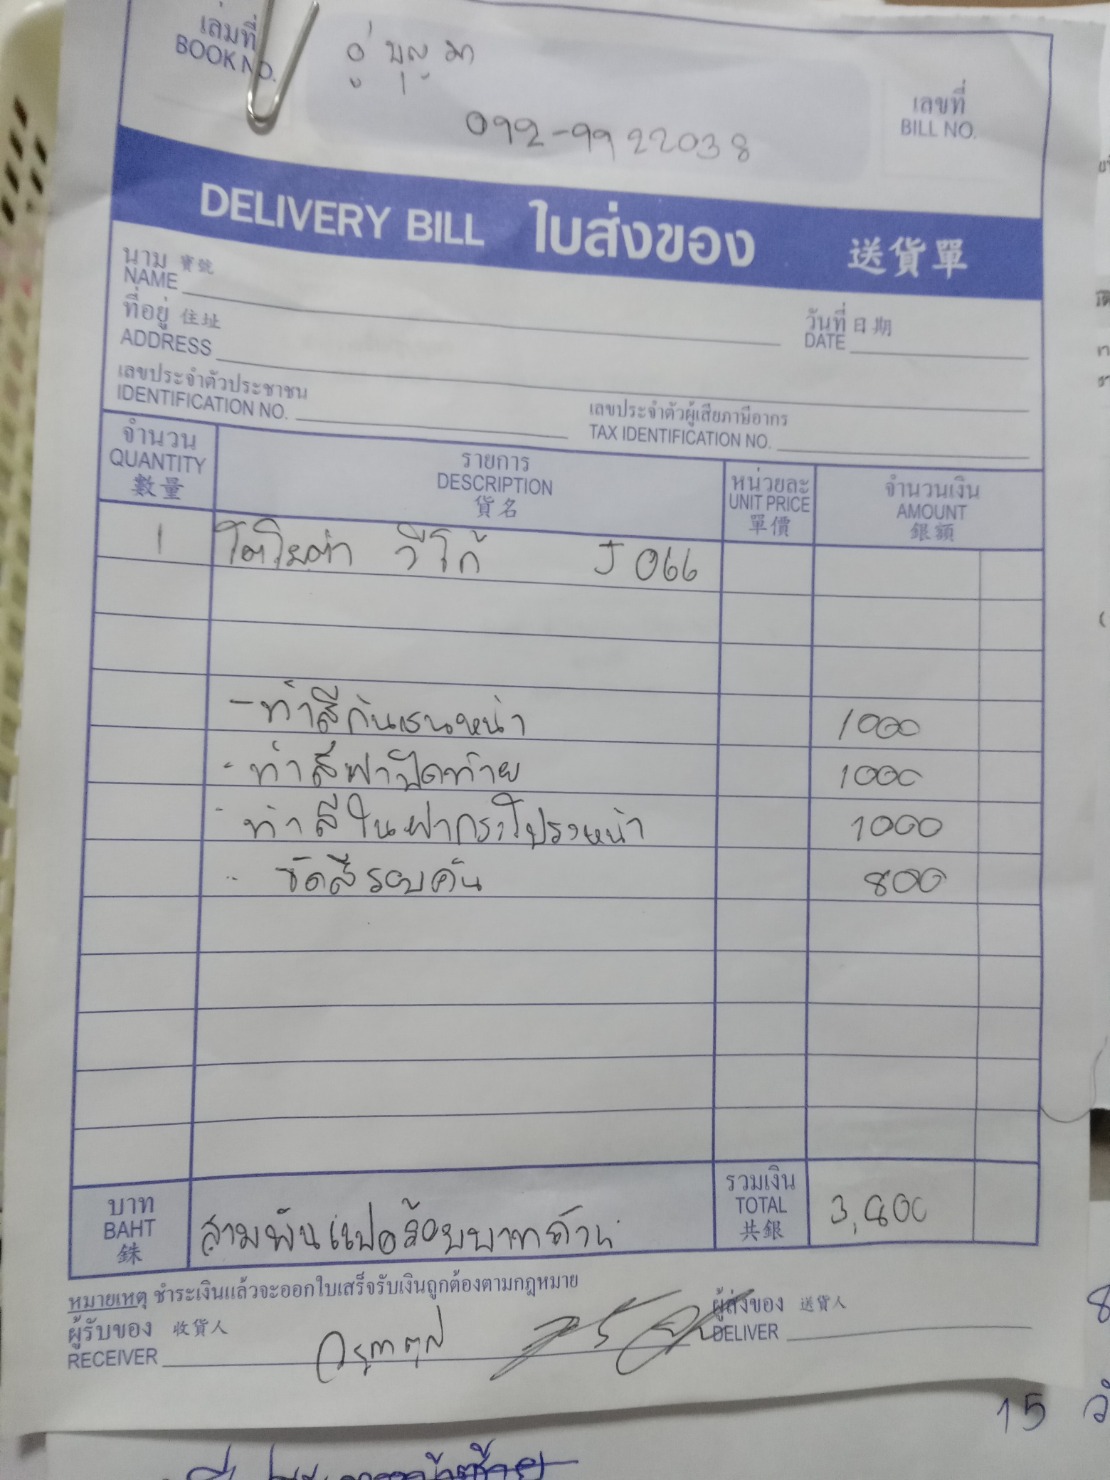 เล่มที่
BOOK NO.
อู่ บุญมา
092-9922038
เลขที่
BILL NO.
DELIVERY BILL ใบส่งของ 送貨單
นาม 寶號
NAME
วันที่ 日期
DATE
ที่อยู่ 住址
ADDRESS
เลขประจำตัวประชาชน
IDENTIFICATION NO.
เลขประจำตัวผู้เสียภาษีอากร
TAX IDENTIFICATION NO.
จำนวน
QUANTITY
數量
รายการ
DESCRIPTION
貨名
หน่วยละ
UNIT PRICE
單價
จำนวนเงิน
AMOUNT
銀額
1 โตโยต่า วีโก้ J 066
- ทำสีกันชนหน้า 1000
- ทำสีฝาปิดท้าย 1000
- ทำสีในฝากระโปรงหน้า 1000
ขัดสีรอบคัน 800
บาท
BAHT
銖
สามพันแปดร้อยบาทถ้วน
รวมเงิน
TOTAL
共銀
3,800
หมายเหตุ ชำระเงินแล้วจะออกใบเสร็จรับเงินถูกต้องตามกฎหมาย
ผู้รับของ 收貨人
RECEIVER
ผู้ส่งของ 送貨人
DELIVER
15